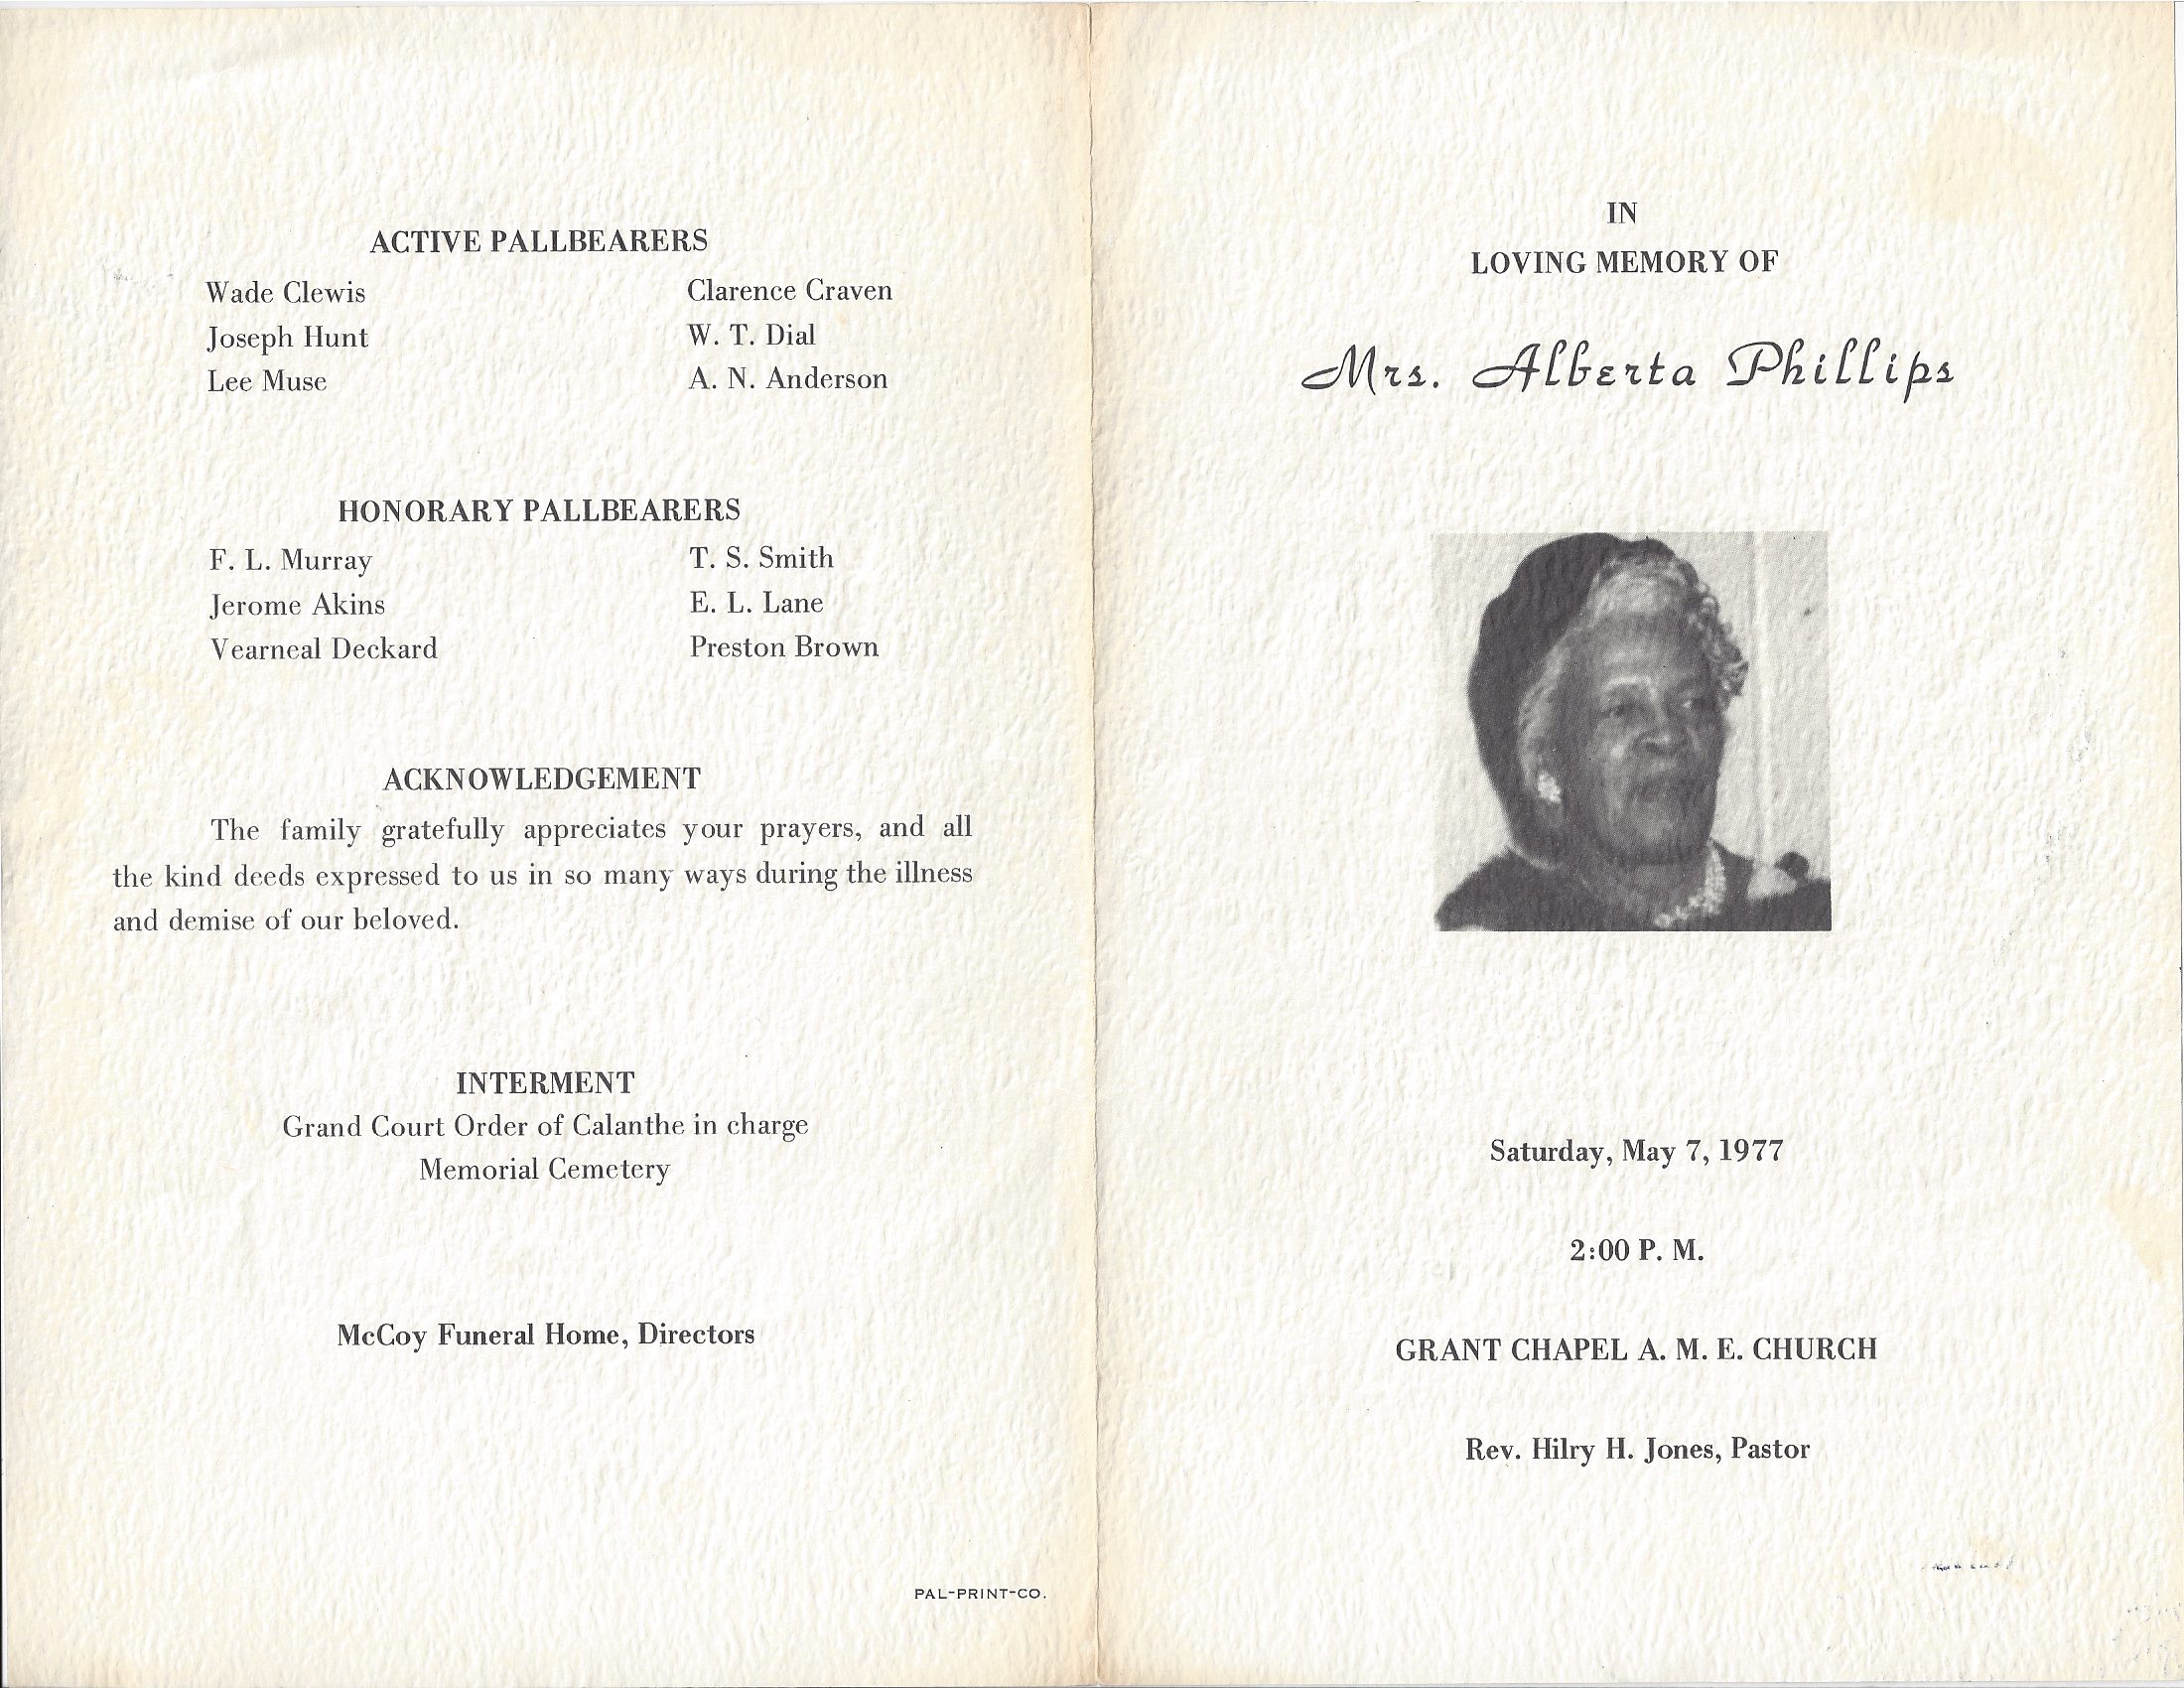 ACTIVE PALLBEARERS
Wade Clewis Clarence Craven
Joseph Hunt W. T. Dial
Lee Muse A. N. Anderson
HONORARY PALLBEARERS
F. L. Murray T. S. Smith
Jerome Akins E. L. Lane
Vearneal Deckard Preston Brown
ACKNOWLEDGEMENT
The family gratefully appreciates your prayers, and all
the kind deeds expressed to us in so many ways during the illness
and demise of our beloved.
INTERMENT
Grand Court Order of Calanthe in charge
Memorial Cemetery
McCoy Funeral Home, Directors
PAL-PRINT-CO.
IN
LOVING MEMORY OF
Mrs. Alberta Phillips
Saturday, May 7, 1977
2:00 P. M.
GRANT CHAPEL A. M. E. CHURCH
Rev. Hilry H. Jones, Pastor